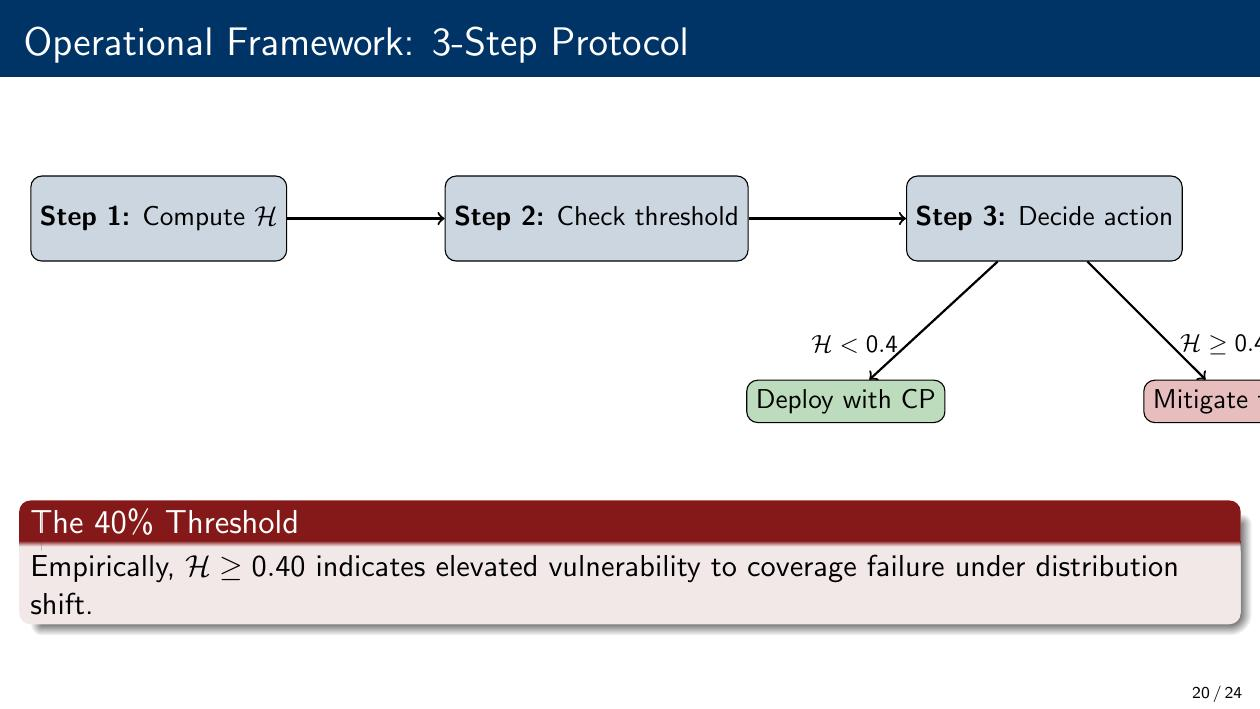 Operational Framework: 3-Step Protocol
Step 1: Compute ℋ
Step 2: Check threshold
Step 3: Decide action
ℋ < 0.4
ℋ ≥ 0.4
Deploy with CP
Mitigate
The 40% Threshold
Empirically, ℋ ≥ 0.40 indicates elevated vulnerability to coverage failure under distribution
shift.
20 / 24